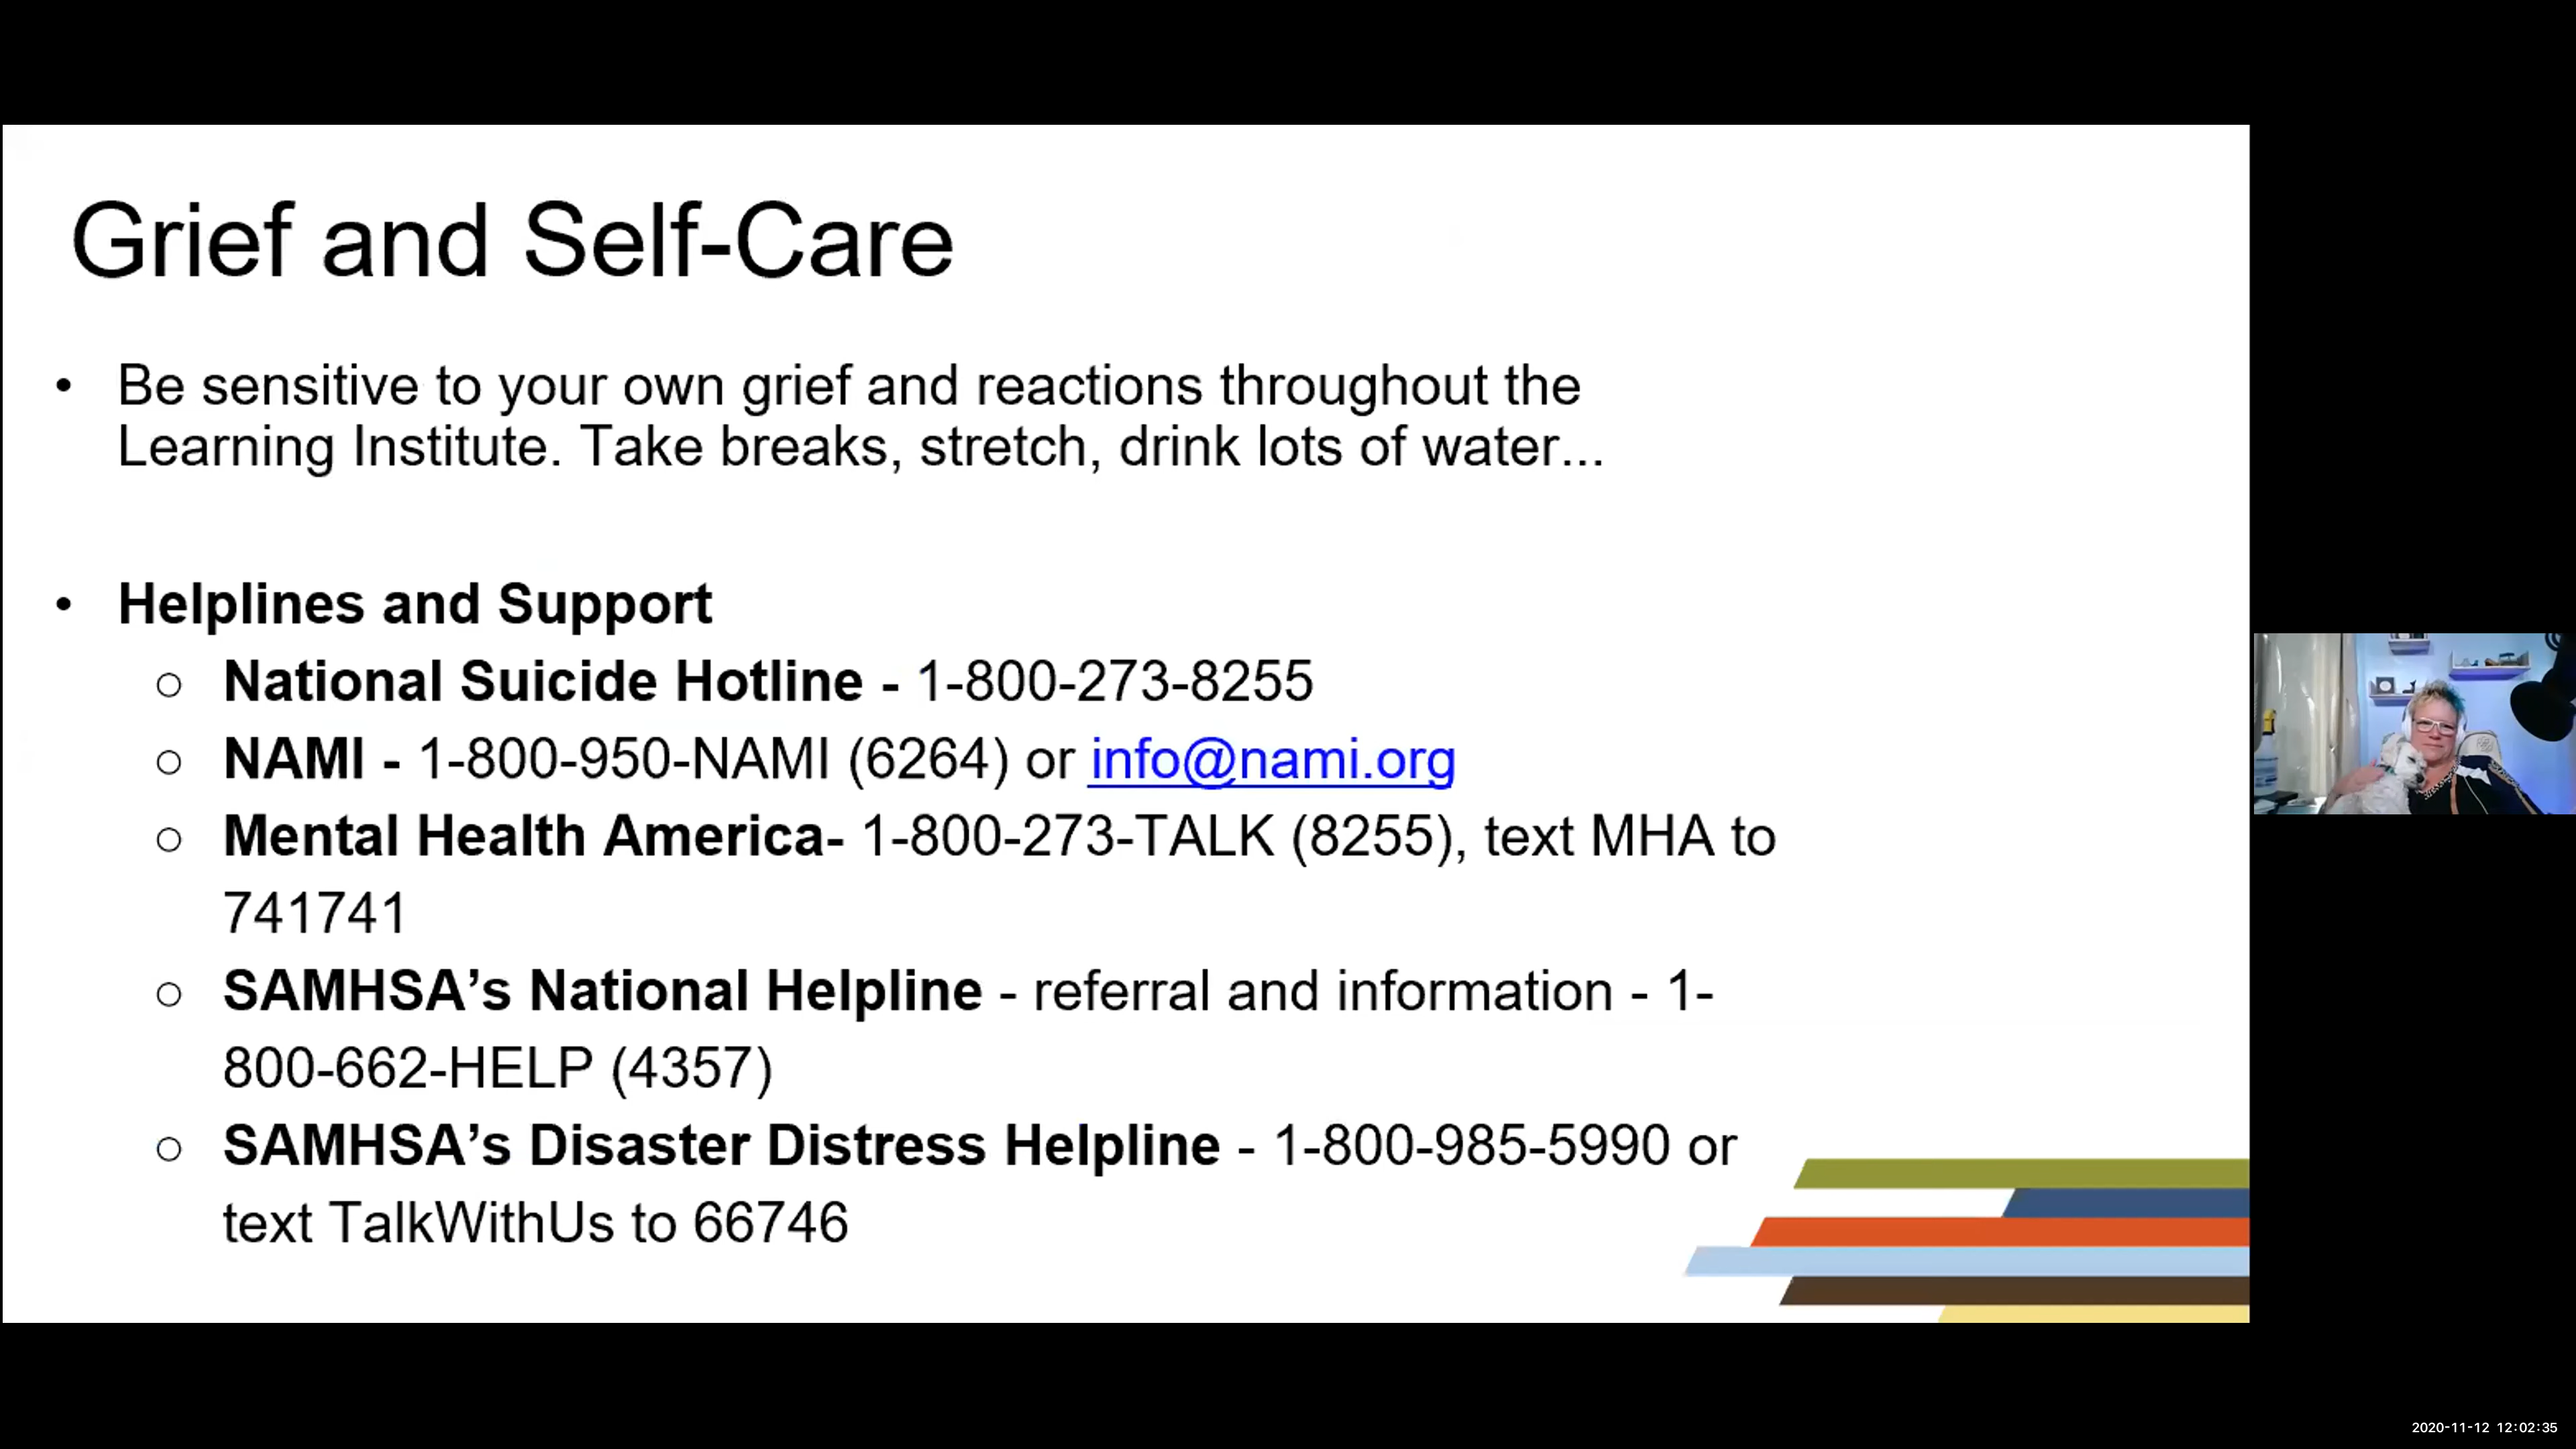 Grief and Self-Care
• Be sensitive to your own grief and reactions throughout the
Learning Institute. Take breaks, stretch, drink lots of water...
• Helplines and Support
○ National Suicide Hotline - 1-800-273-8255
○ NAMI - 1-800-950-NAMI (6264) or info@nami.org
○ Mental Health America- 1-800-273-TALK (8255), text MHA to
741741
○ SAMHSA’s National Helpline - referral and information - 1-
800-662-HELP (4357)
○ SAMHSA’s Disaster Distress Helpline - 1-800-985-5990 or
text TalkWithUs to 66746
2020-11-12 12:02:35